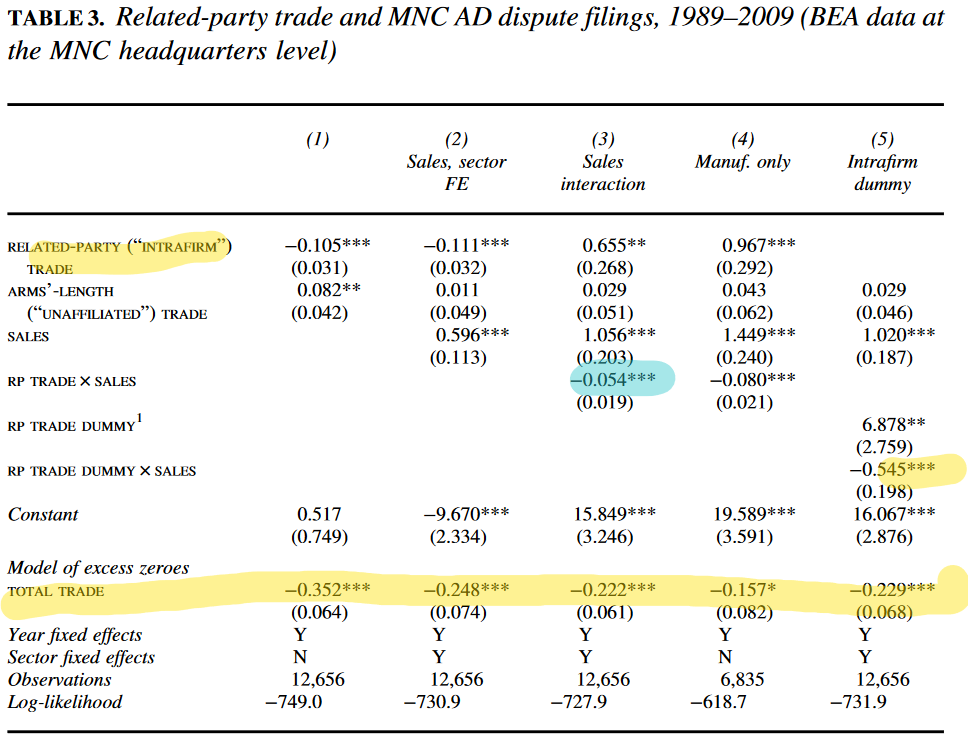 TABLE 3. Related-party trade and MNC AD dispute filings, 1989–2009 (BEA data at
the MNC headquarters level)
(1) (2) (3) (4) (5)
Sales, sector Sales Manuf. only Intrafirm
FE interaction dummy
RELATED-PARTY (“INTRAFIRM”) −0.105*** −0.111*** 0.655** 0.967***
TRADE (0.031) (0.032) (0.268) (0.292)
ARMS’-LENGTH 0.082** 0.011 0.029 0.043 0.029
(“UNAFFILIATED”) TRADE (0.042) (0.049) (0.051) (0.062) (0.046)
SALES 0.596*** 1.056*** 1.449*** 1.020***
(0.113) (0.203) (0.240) (0.187)
RP TRADE × SALES −0.054*** −0.080***
(0.019) (0.021)
RP TRADE DUMMY1 6.878**
(2.759)
RP TRADE DUMMY × SALES −0.545***
(0.198)
Constant 0.517 −9.670*** 15.849*** 19.589*** 16.067***
(0.749) (2.334) (3.246) (3.591) (2.876)
Model of excess zeroes
TOTAL TRADE −0.352*** −0.248*** −0.222*** −0.157* −0.229***
(0.064) (0.074) (0.061) (0.082) (0.068)
Year fixed effects Y Y Y Y Y
Sector fixed effects N Y Y N Y
Observations 12,656 12,656 12,656 6,835 12,656
Log-likelihood −749.0 −730.9 −727.9 −618.7 −731.9